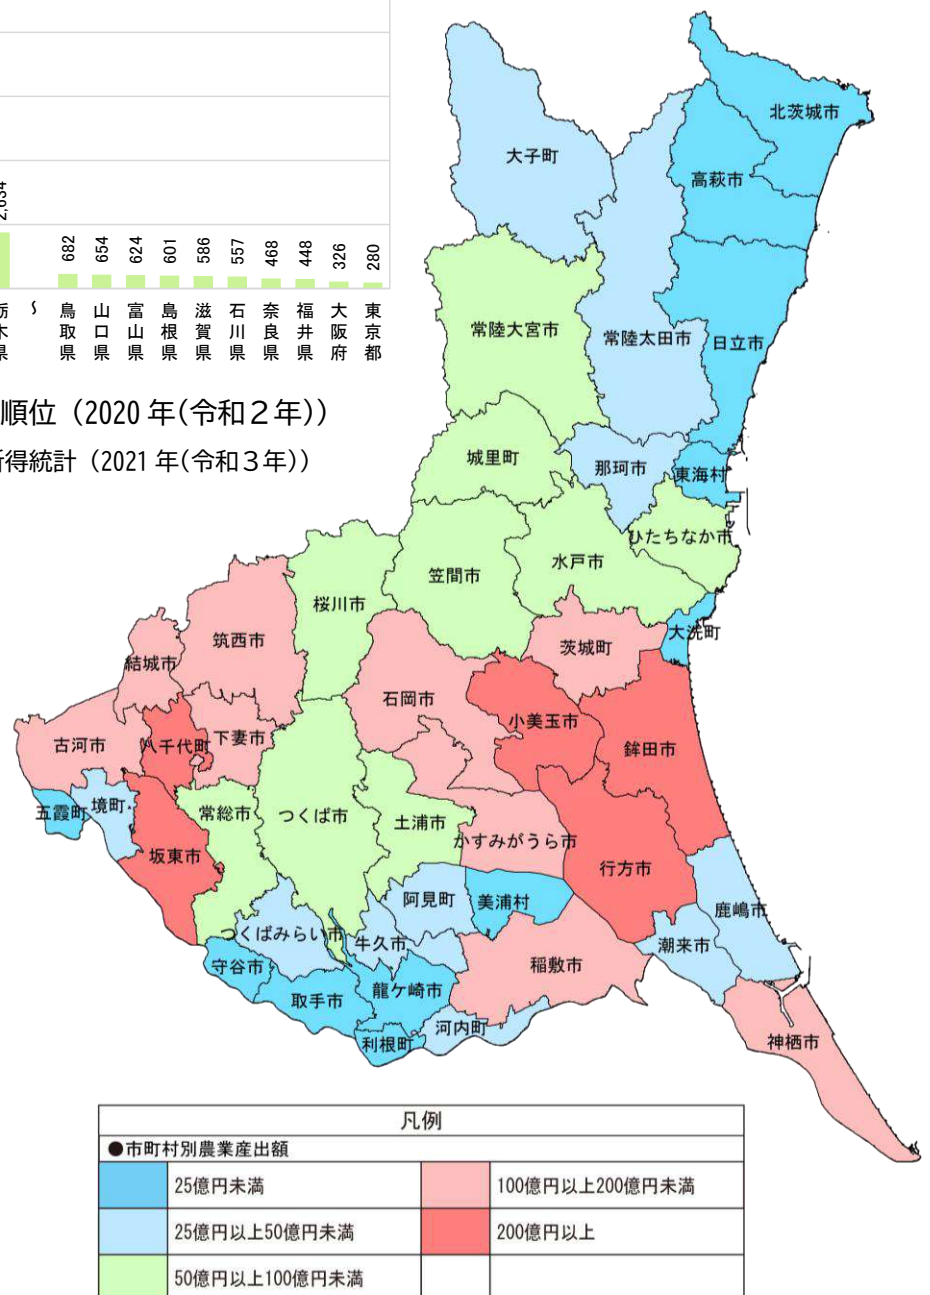 2,634
682
654
624
601
586
557
468
448
326
280
栃木県
～
鳥取県
山口県
富山県
島根県
滋賀県
石川県
奈良県
福井県
大阪府
東京都
順位（2020年(令和２年)）
所得統計（2021年(令和３年)）
北茨城市
大子町
高萩市
常陸大宮市
常陸太田市
日立市
城里町
那珂市
東海村
ひたちなか市
水戸市
笠間市
桜川市
大洗町
筑西市
茨城町
結城市
石岡市
小美玉市
下妻市
古河市
八千代町
鉾田市
五霞町
境町
常総市
つくば市
土浦市
かすみがうら市
坂東市
行方市
阿見町
美浦村
鹿嶋市
つくばみらい市
牛久市
潮来市
守谷市
稲敷市
取手市
龍ケ崎市
河内町
利根町
神栖市
凡例
●市町村別農業産出額
25億円未満
100億円以上200億円未満
25億円以上50億円未満
200億円以上
50億円以上100億円未満